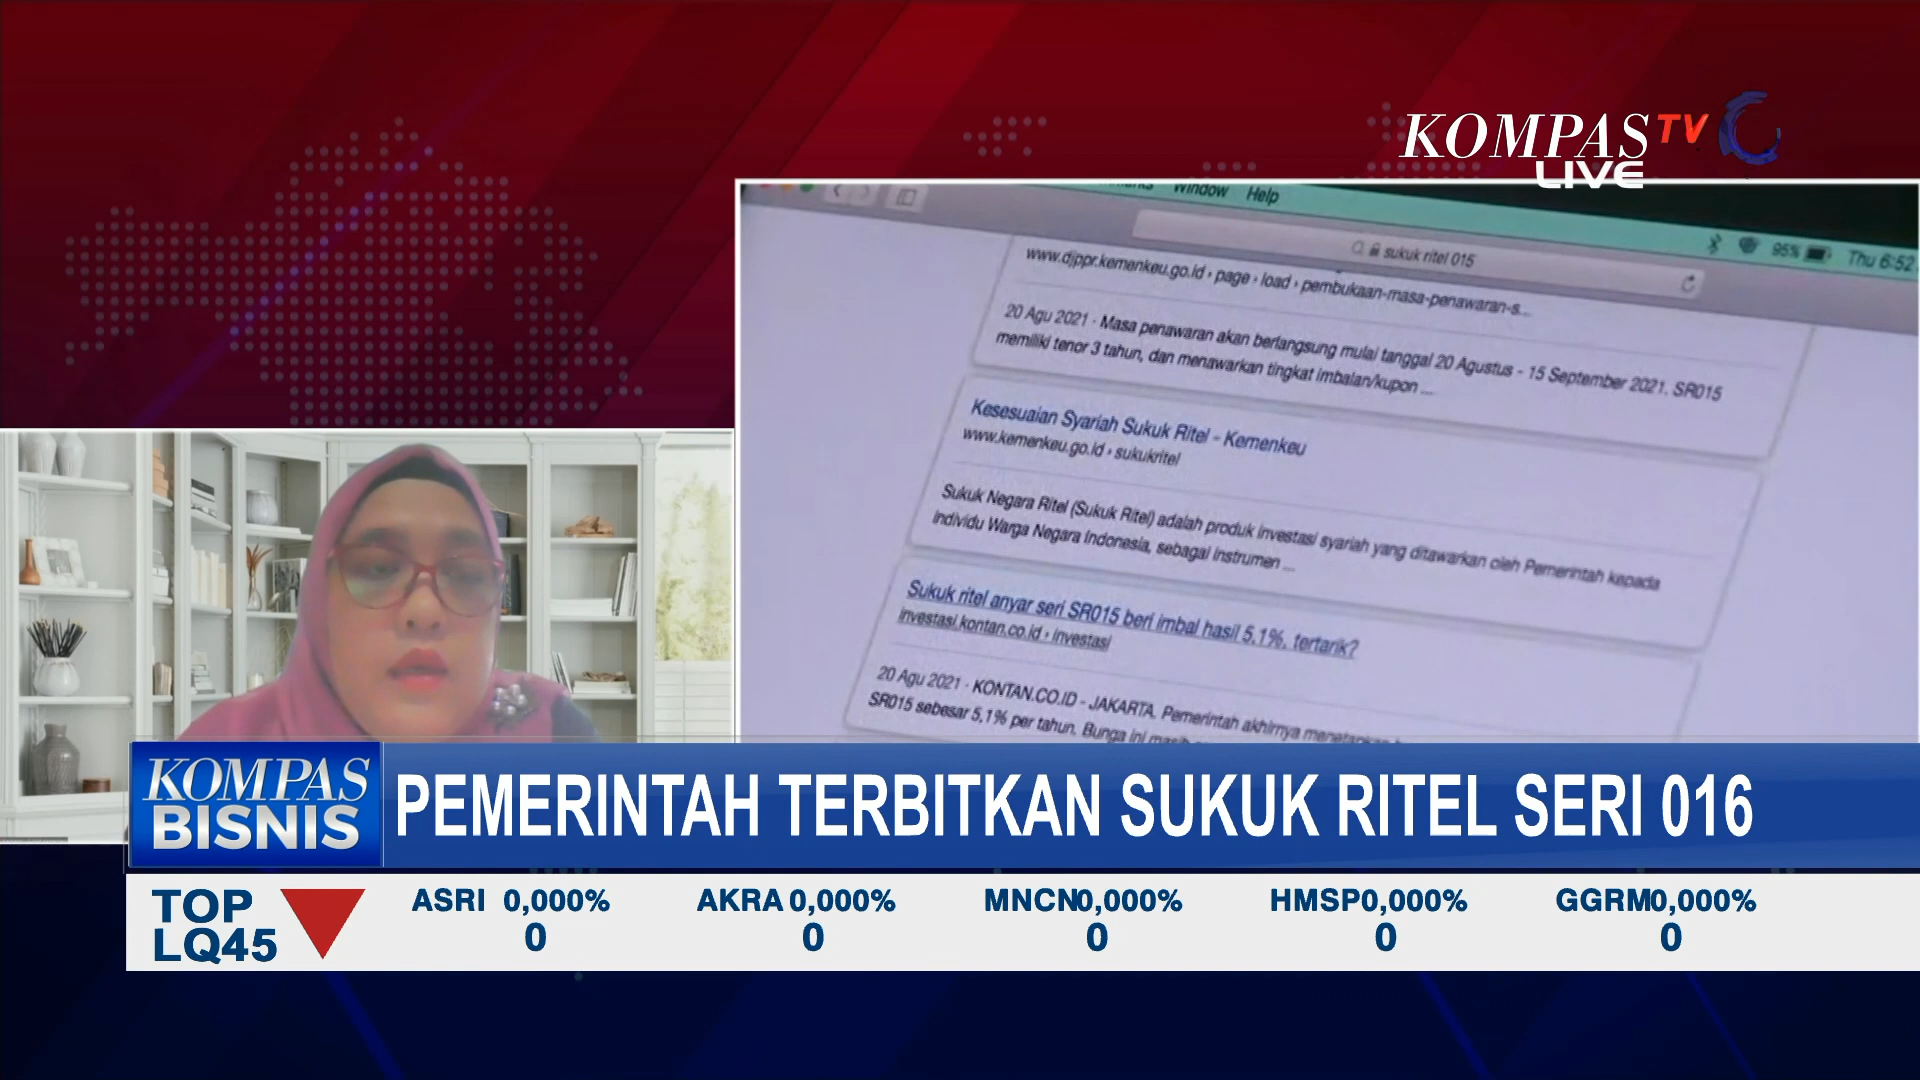 KOMPAS TV
LIVE
Window Help
sukuk ritel 015
95% Thu 6:52
www.djppr.kemenkeu.go.id › page › load › pembukaan-masa-penawaran-s...
20 Agu 2021 - Masa penawaran akan berlangsung mulai tanggal 20 Agustus - 15 September 2021. SR015
memiliki tenor 3 tahun, dan menawarkan tingkat imbalan/kupon ...
Kesesuaian Syariah Sukuk Ritel - Kemenkeu
www.kemenkeu.go.id › sukukritel
Sukuk Negara Ritel (Sukuk Ritel) adalah produk investasi syariah yang ditawarkan oleh Pemerintah kepada
individu Warga Negara Indonesia, sebagai instrumen ...
Sukuk ritel anyar seri SR015 beri imbal hasil 5,1%, tertarik?
investasi.kontan.co.id › investasi
20 Agu 2021 - KONTAN.CO.ID - JAKARTA. Pemerintah akhirnya menetapkan
SR015 sebesar 5,1% per tahun. Bunga ini masih
KOMPAS
BISNIS
PEMERINTAH TERBITKAN SUKUK RITEL SERI 016
TOP
LQ45
ASRI 0,000%
0
AKRA 0,000%
0
MNCN0,000%
0
HMSP0,000%
0
GGRM0,000%
0